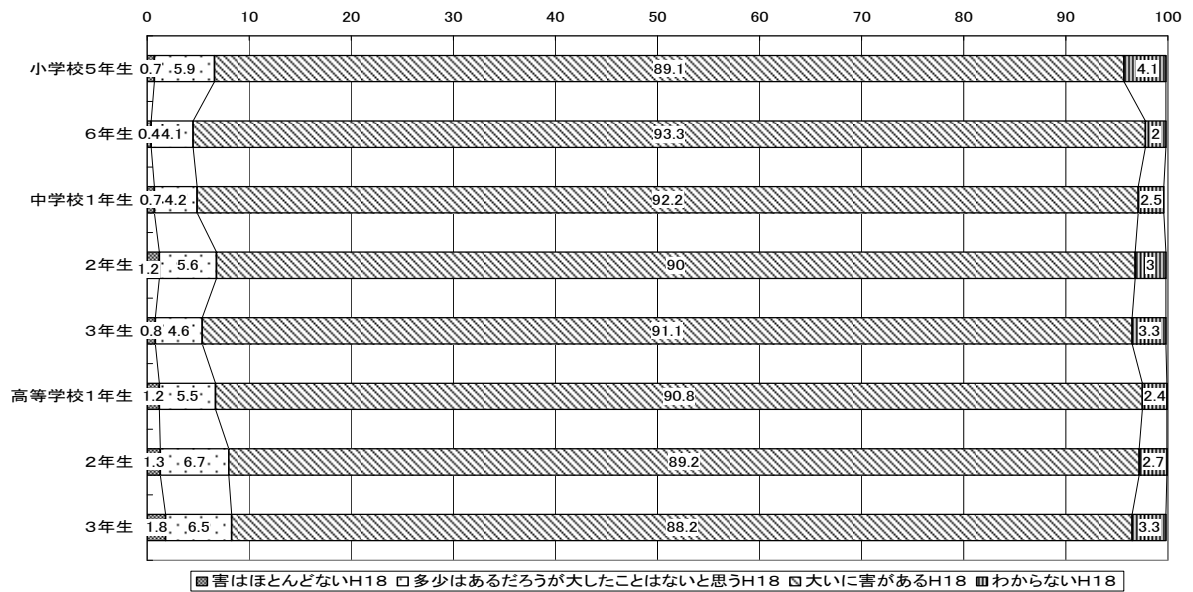 0 10 20 30 40 50 60 70 80 90 100
小学校5年生 0.7 5.9 89.1 4.1
6年生 0.4 4.1 93.3 2
中学校1年生 0.7 4.2 92.2 2.5
2年生 1.2 5.6 90 3
3年生 0.8 4.6 91.1 3.3
高等学校1年生 1.2 5.5 90.8 2.4
2年生 1.3 6.7 89.2 2.7
3年生 1.8 6.5 88.2 3.3
害はほとんどないH18 多少はあるだろうが大したことはないと思うH18 大いに害があるH18 わからないH18